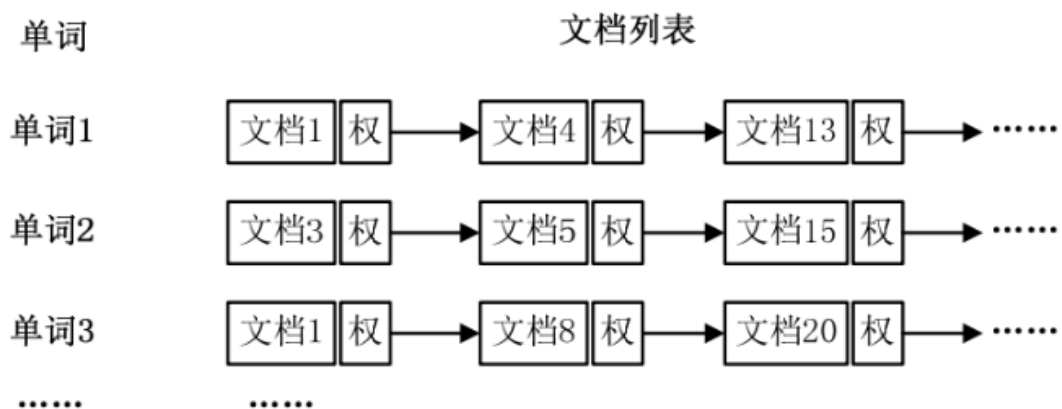 单词 文档列表
单词1 文档1 权 文档4 权 文档13 权 ……
单词2 文档3 权 文档5 权 文档15 权 ……
单词3 文档1 权 文档8 权 文档20 权 ……
…… ……